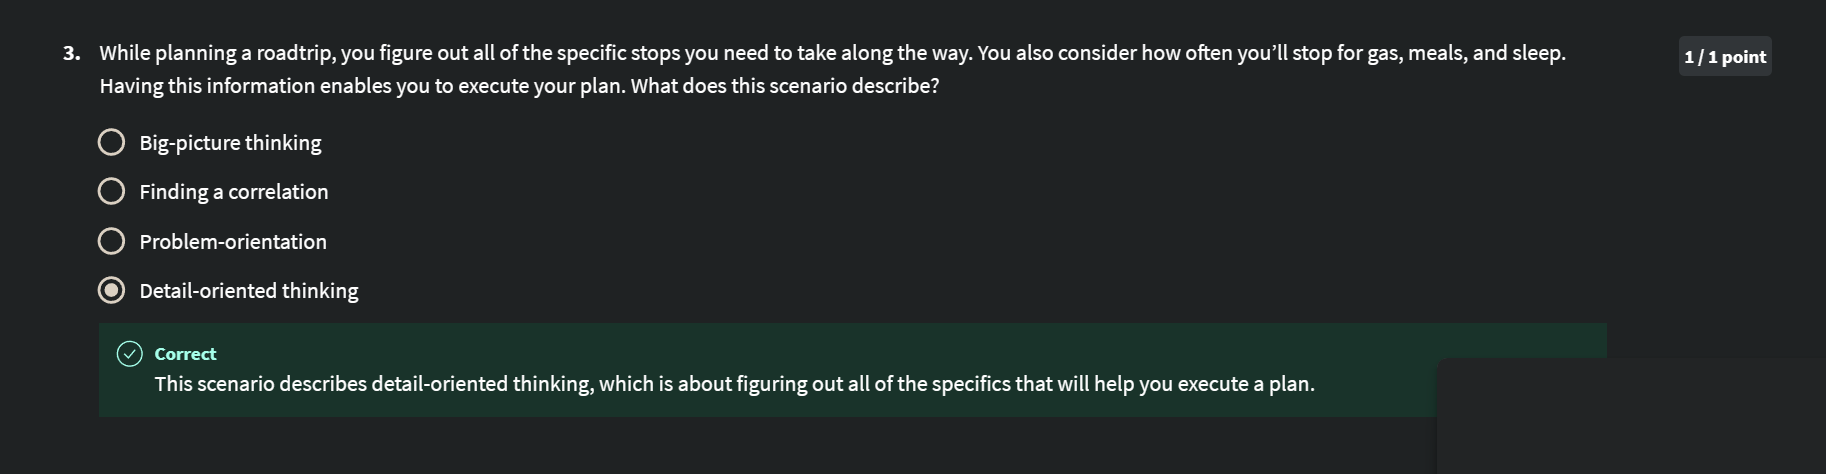 3. While planning a roadtrip, you figure out all of the specific stops you need to take along the way. You also consider how often you’ll stop for gas, meals, and sleep.
1 / 1 point
Having this information enables you to execute your plan. What does this scenario describe?
Big-picture thinking
Finding a correlation
Problem-orientation
Detail-oriented thinking
Correct
This scenario describes detail-oriented thinking, which is about figuring out all of the specifics that will help you execute a plan.